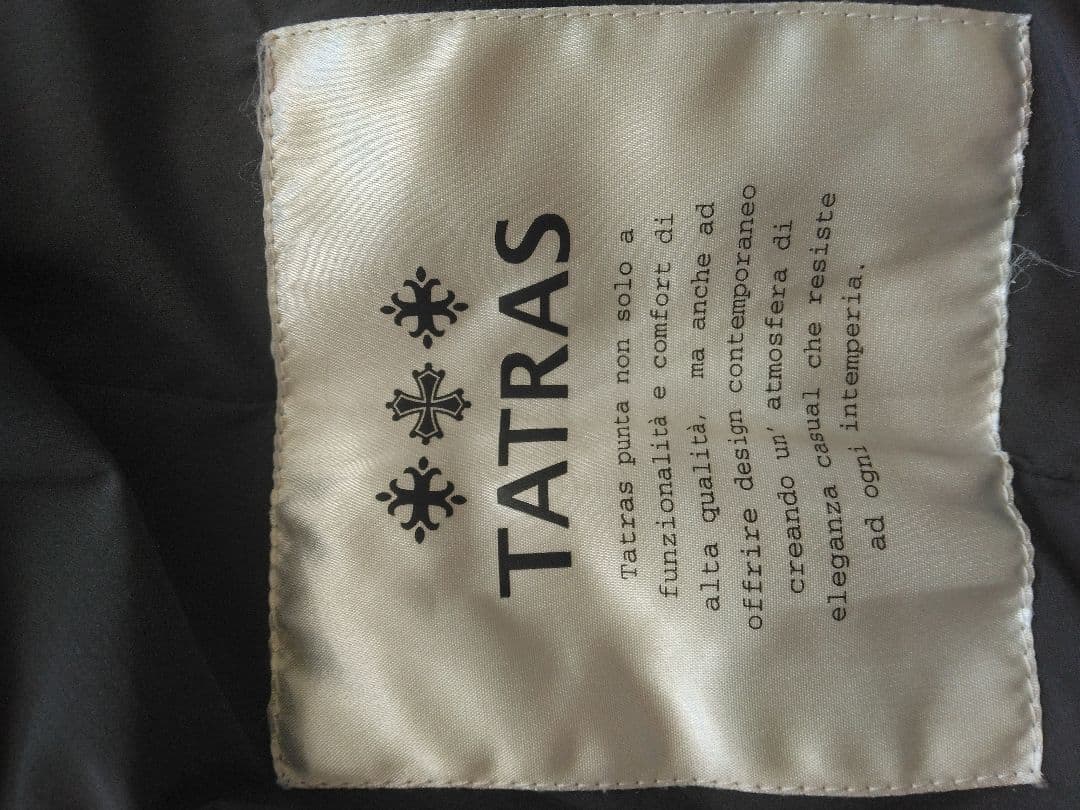 TATRAS
Tatras punta non solo a
funzionalità e comfort di
alta qualità, ma anche ad
offrire design contemporaneo
creando un' atmosfera di
eleganza casual che resiste
ad ogni intemperia.